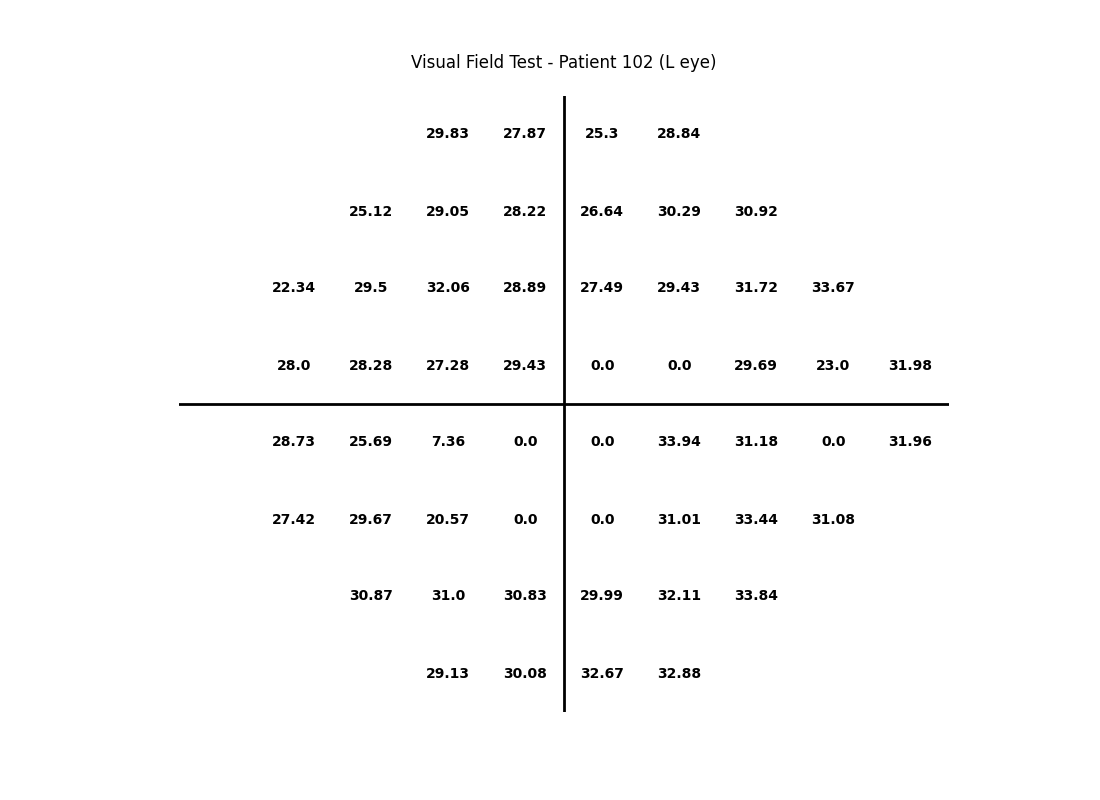 Visual Field Test - Patient 102 (L eye)
29.83 27.87 25.3 28.84
25.12 29.05 28.22 26.64 30.29 30.92
22.34 29.5 32.06 28.89 27.49 29.43 31.72 33.67
28.0 28.28 27.28 29.43 0.0 0.0 29.69 23.0 31.98
28.73 25.69 7.36 0.0 0.0 33.94 31.18 0.0 31.96
27.42 29.67 20.57 0.0 0.0 31.01 33.44 31.08
30.87 31.0 30.83 29.99 32.11 33.84
29.13 30.08 32.67 32.88